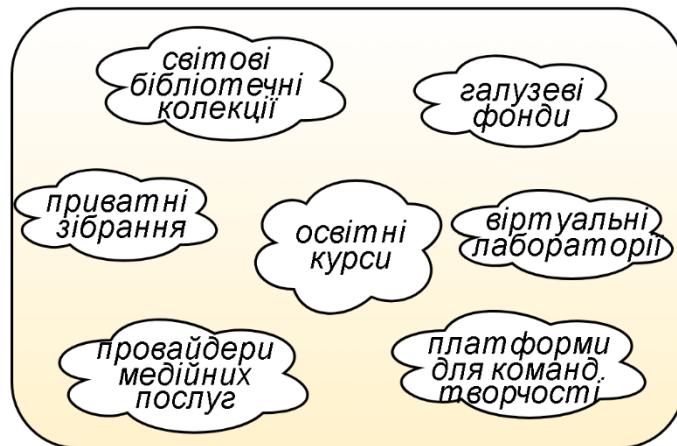 світові
бібліотечні
колекції
галузеві
фонди
приватні
зібрання
освітні
курси
віртуальні
лабораторії
провайдери
медійних
послуг
платформи
для команд.
творчості